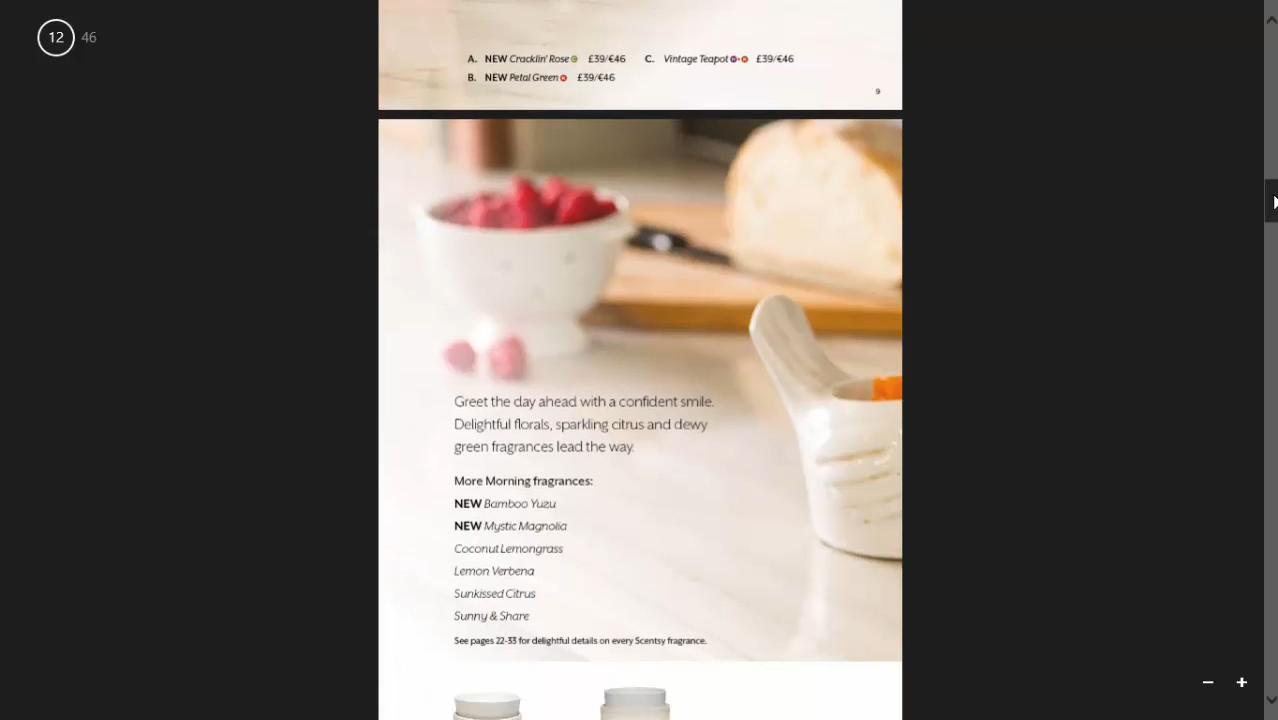 12 46
A. NEW Cracklin' Rose £39/€46 C. Vintage Teapot £39/€46
B. NEW Petal Green £39/€46
9
Greet the day ahead with a confident smile.
Delightful florals, sparkling citrus and dewy
green fragrances lead the way.
More Morning fragrances:
NEW Bamboo Yuzu
NEW Mystic Magnolia
Coconut Lemongrass
Lemon Verbena
Sunkissed Citrus
Sunny & Share
See pages 22-33 for delightful details on every Scentsy fragrance.